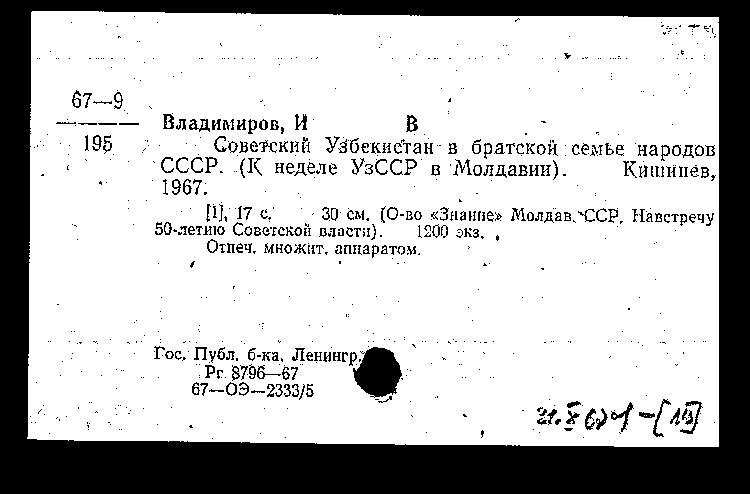 67—9
195
Владимиров, И В
Советский Узбекистан в братской семье народов
СССР. (К неделе УзССР в Молдавии). Кишинев,
1967.
[1], 17 с. 30 см. (О-во «Знание» Молдав. ССР. Навстречу
50-летию Советской власти). 1200 экз.
Отпеч. множит. аппаратом.
Гос. Публ. б-ка, Ленингр.
Рг 8796—67
67—ОЭ—2333/5